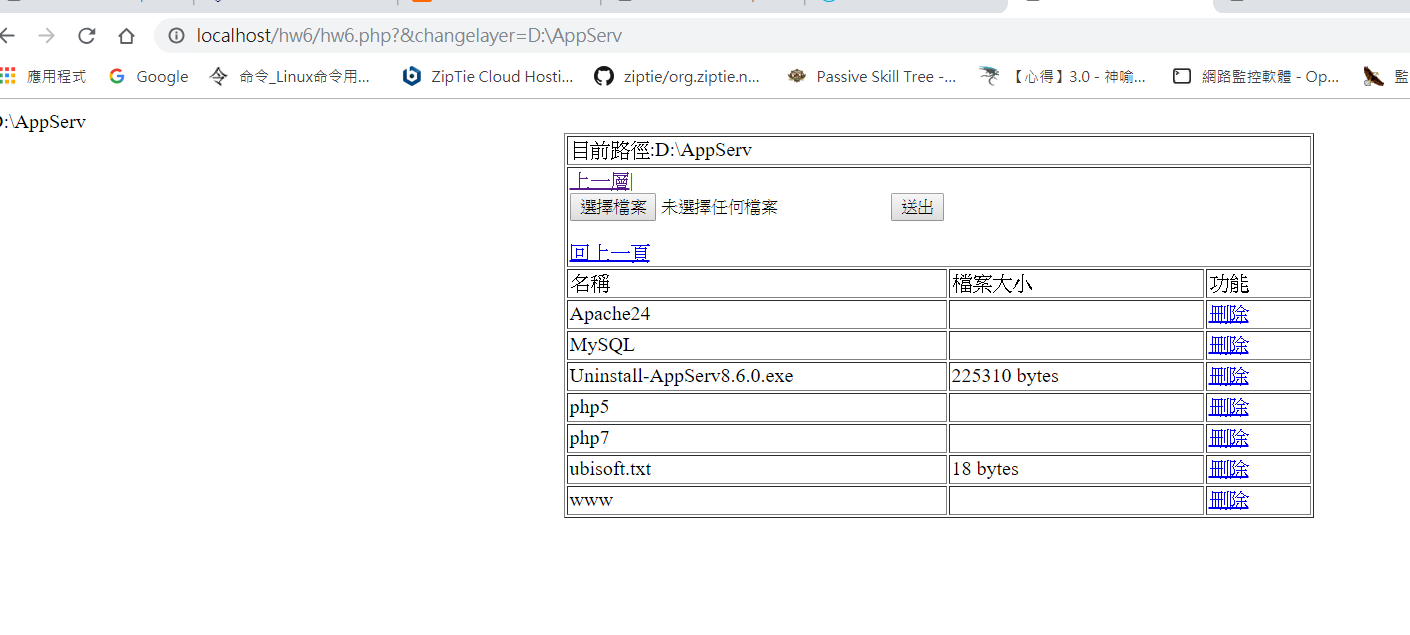 localhost/hw6/hw6.php?&changelayer=D:\AppServ
應用程式 Google 命令_Linux命令用... ZipTie Cloud Hosti... ziptie/org.ziptie.n... Passive Skill Tree -... 【心得】3.0 - 神喻... 網路監控軟體 - Op... 監
D:\AppServ
目前路徑:D:\AppServ
上一層|
選擇檔案 未選擇任何檔案 送出
回上一頁
名稱 檔案大小 功能
Apache24 刪除
MySQL 刪除
Uninstall-AppServ8.6.0.exe 225310 bytes 刪除
php5 刪除
php7 刪除
ubisoft.txt 18 bytes 刪除
www 刪除